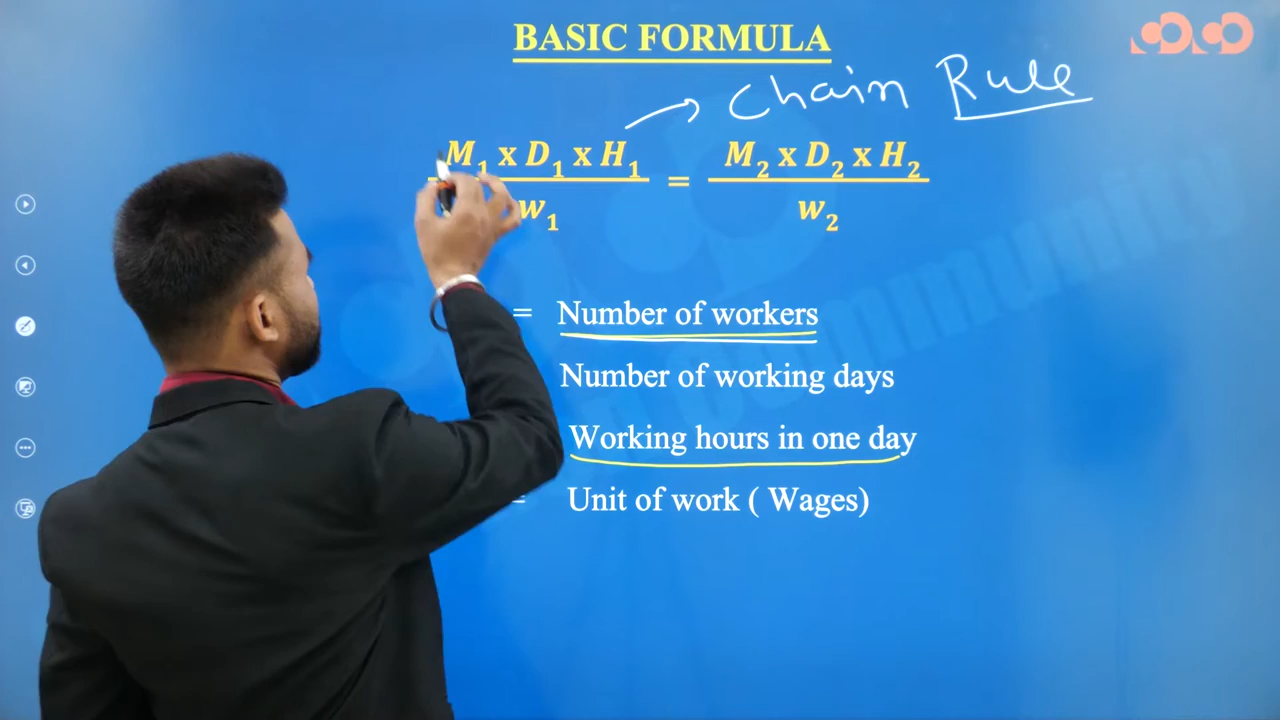 BASIC FORMULA
→ Chain Rule
M₁ x D₁ x H₁ / w₁ = M₂ x D₂ x H₂ / w₂
= Number of workers
Number of working days
Working hours in one day
= Unit of work ( Wages)
community